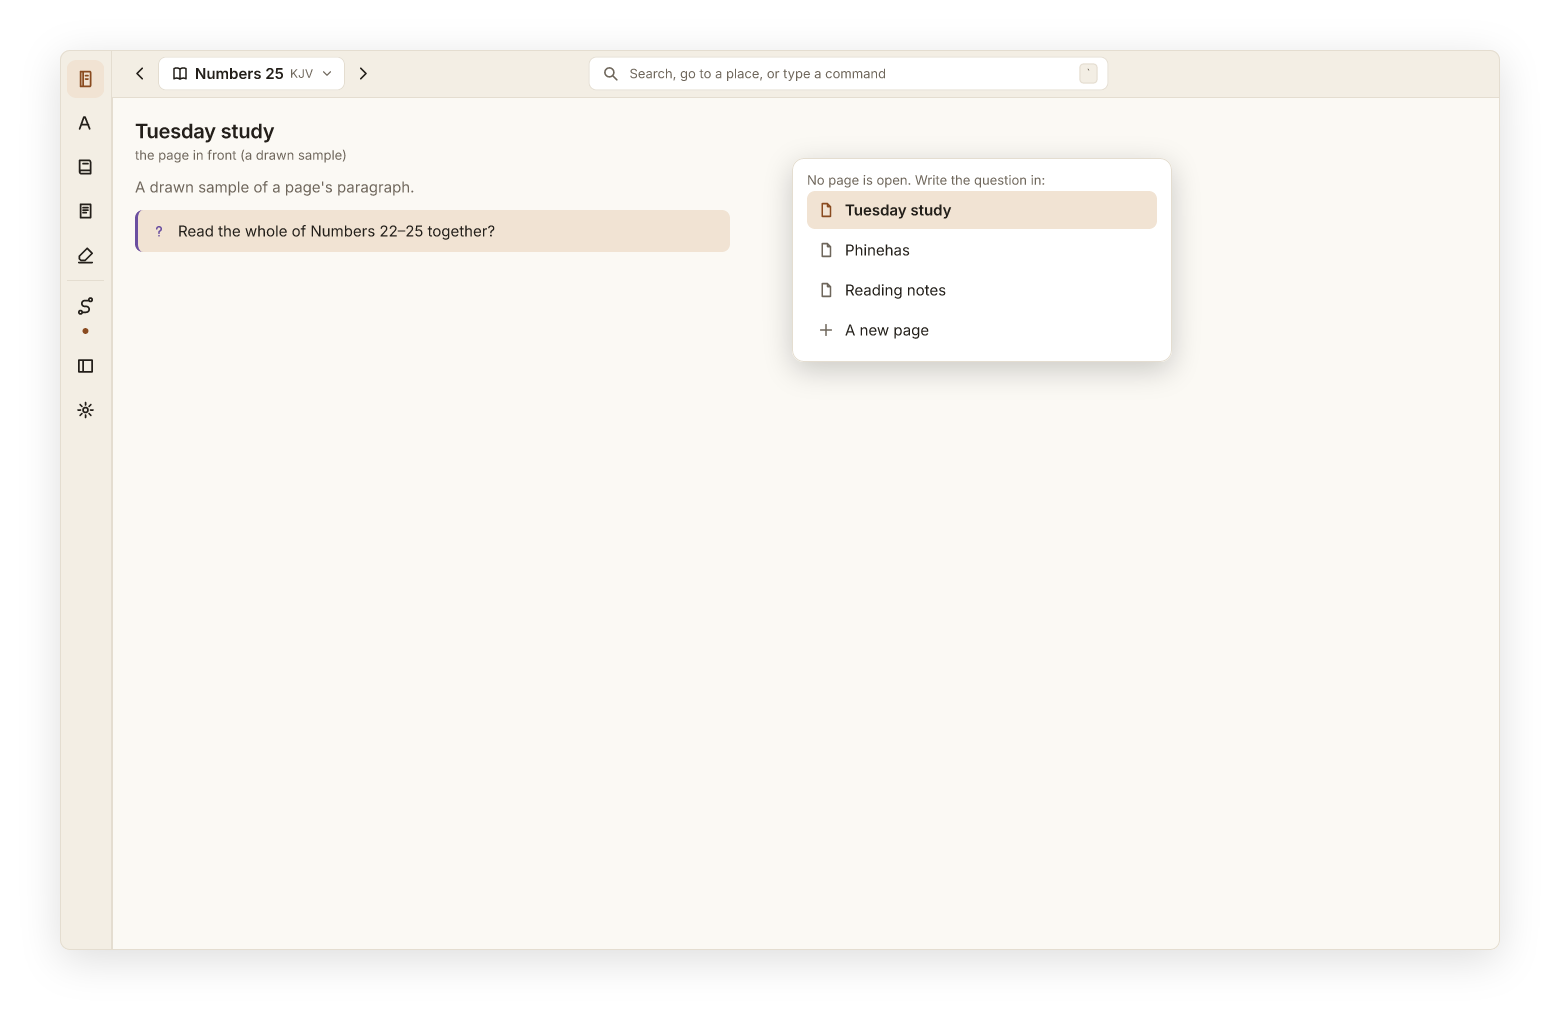 Numbers 25 KJV
Search, go to a place, or type a command
Tuesday study
the page in front (a drawn sample)
A drawn sample of a page's paragraph.
? Read the whole of Numbers 22–25 together?
No page is open. Write the question in:
Tuesday study
Phinehas
Reading notes
A new page